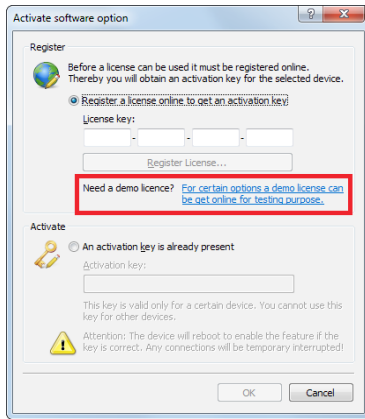 Activate software option
Register
Before a license can be used it must be registered online.
Thereby you will obtain an activation key for the selected device.
Register a license online to get an activation key
License key:
- - -
Register License...
Need a demo licence? For certain options a demo license can
be get online for testing purpose.
Activate
An activation key is already present
Activation key:
This key is valid only for a certain device. You cannot use this
key for other devices.
Attention: The device will reboot to enable the feature if the
key is correct. Any connections will be temporary interrupted!
OK Cancel